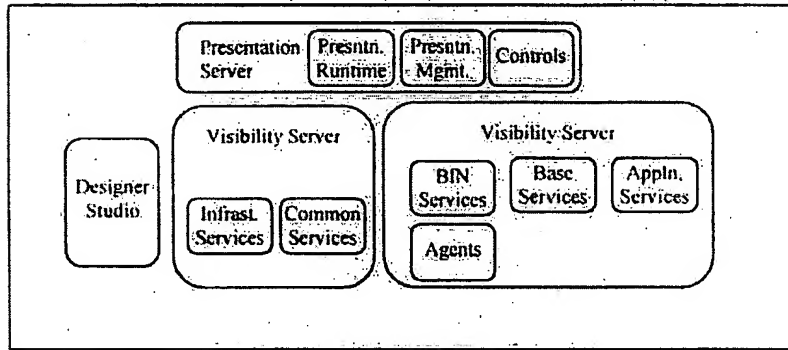 Presentation
Server
Presntn.
Runtime
Presntn.
Mgmt.
Controls
Designer
Studio
Visibility Server
Infrast.
Services
Common
Services
Visibility Server
BIN
Services
Base
Services
Appln.
Services
Agents